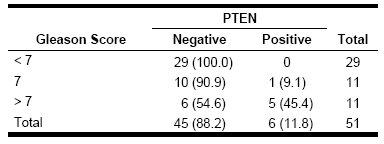 PTEN
Gleason Score Negative Positive Total
< 7 29 (100.0) 0 29
7 10 (90.9) 1 (9.1) 11
> 7 6 (54.6) 5 (45.4) 11
Total 45 (88.2) 6 (11.8) 51